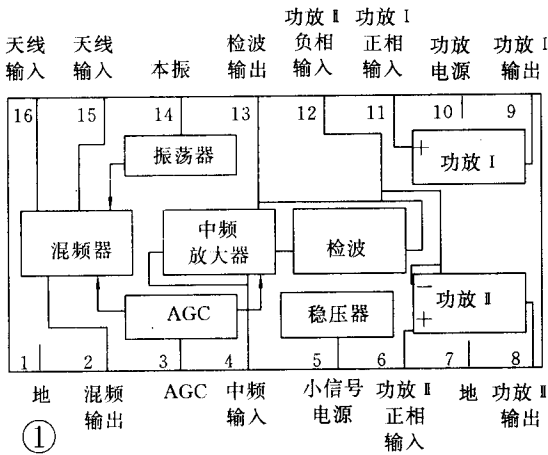 功放Ⅱ 功放Ⅰ
天线 天线 检波 负相 正相 功放 功放Ⅰ
输入 输入 本振 输出 输入 输入 电源 输出
16 15 14 13 12 11 10 9
振荡器
+
功放Ⅰ
混频器
中频
放大器
检波
AGC
稳压器
−
+
功放Ⅱ
1 2 3 4 5 6 7 8
地 混频 AGC 中频 小信号 功放Ⅱ 地 功放Ⅱ
输出 输入 电源 正相 输出
输入
①